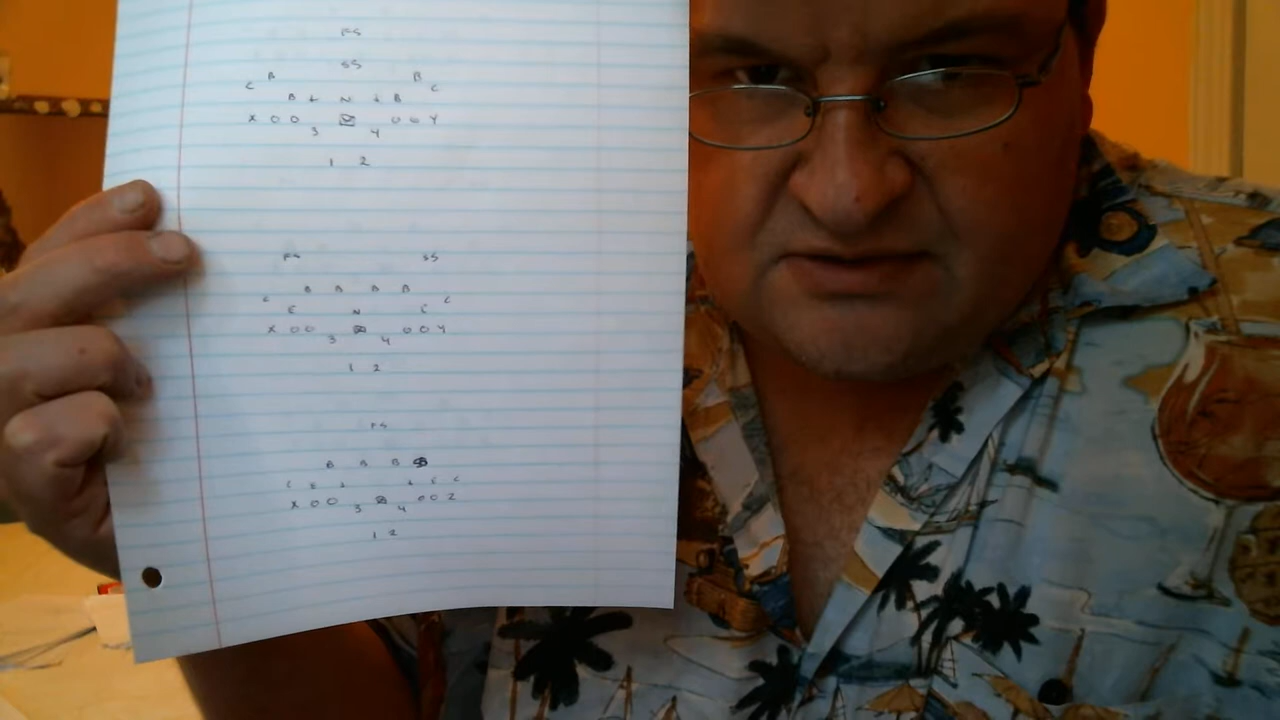 FS
SS
B B
C C
B t N t B
X O O O O Y
3 4
1 2
FS SS
B B B B
C C
E N E
X O O O O Y
3 4
1 2
FS
B B B
C E E C
X O O O O Z
3 4
1 2